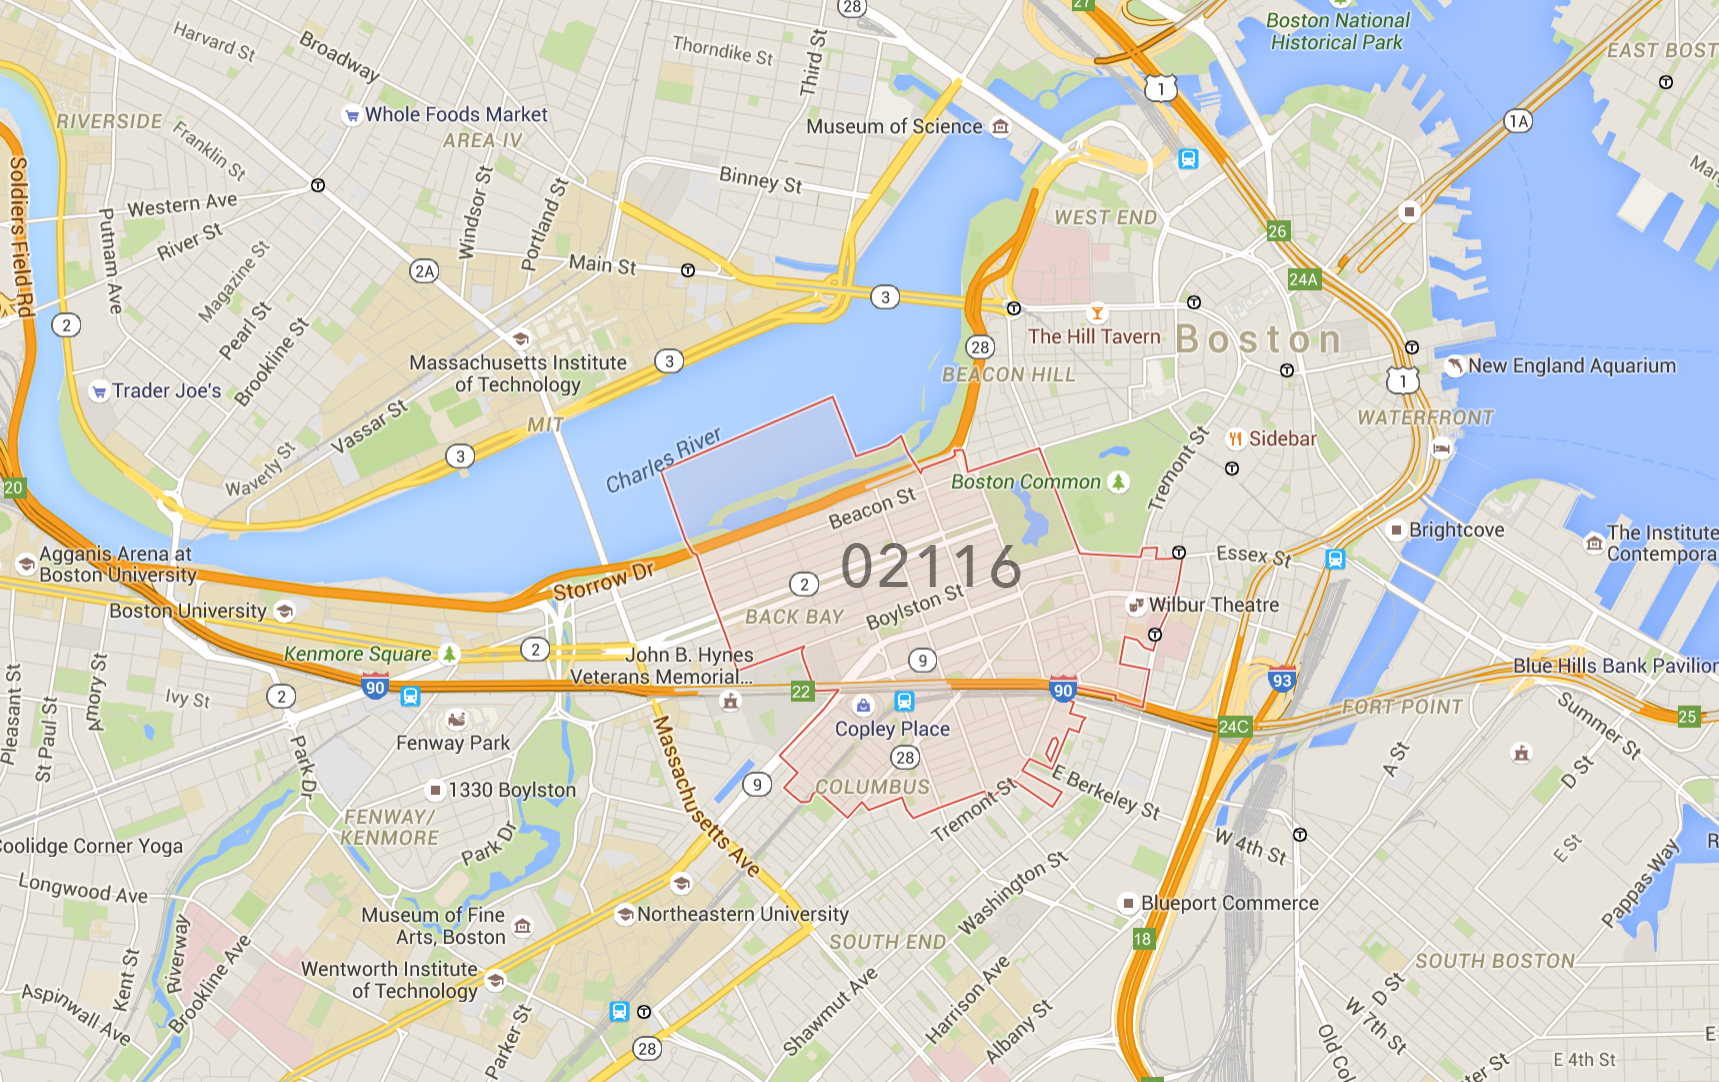 28
27
Boston National
Historical Park
Harvard St
Broadway
Thorndike St
Third St
EAST BOST
1
1A
RIVERSIDE
Whole Foods Market
AREA IV
Museum of Science
Franklin St
Binney St
Soldiers Field Rd
Western Ave
River St
Putnam Ave
Windsor St
Portland St
WEST END
26
Magazine St
Main St
2A
24A
3
2
Pearl St
Brookline St
The Hill Tavern
Boston
Massachusetts Institute
of Technology
3
28
BEACON HILL
New England Aquarium
1
Trader Joe's
Vassar St
MIT
WATERFRONT
Charles River
Sidebar
Tremont St
3
Waverly St
20
Boston Common
Beacon St
Brightcove
The Institute
Contempora
Agganis Arena at
Boston University
Essex St
02116
Storrow Dr
2
Boston University
BACK BAY
Boylston St
Wilbur Theatre
Kenmore Square
2
John B. Hynes
Veterans Memorial...
9
Blue Hills Bank Pavilion
Pleasant St
St Paul St
Amory St
Ivy St
2
90
22
90
93
FORT POINT
25
Summer St
24C
Copley Place
Fenway Park
28
Massachusetts Ave
Park Dr
1330 Boylston
9
COLUMBUS
E Berkeley St
A St
D St
FENWAY/
KENMORE
Tremont St
Park Dr
W 4th St
E St
Coolidge Corner Yoga
R
Longwood Ave
Washington St
Pappas Way
Museum of Fine
Arts, Boston
Northeastern University
Blueport Commerce
SOUTH END
18
Riverway
Brookline Ave
Kent St
Wentworth Institute
of Technology
SOUTH BOSTON
Aspinwall Ave
Shawmut Ave
Harrison Ave
Albany St
D St
W 7th St
Parker St
28
Old Col
E
E 4th St